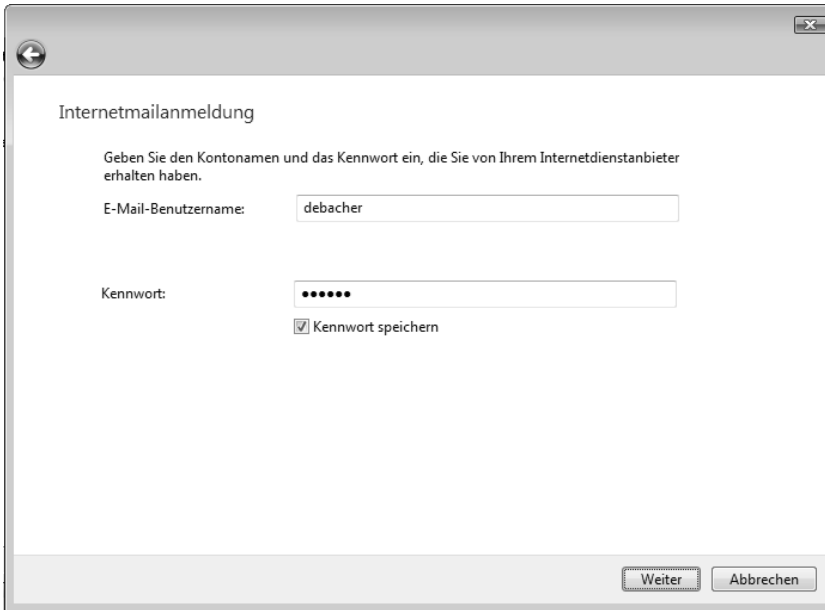 Internetmailanmeldung
Geben Sie den Kontonamen und das Kennwort ein, die Sie von Ihrem Internetdienstanbieter
erhalten haben.
E-Mail-Benutzername: debacher
Kennwort: ••••••
Kennwort speichern
Weiter Abbrechen